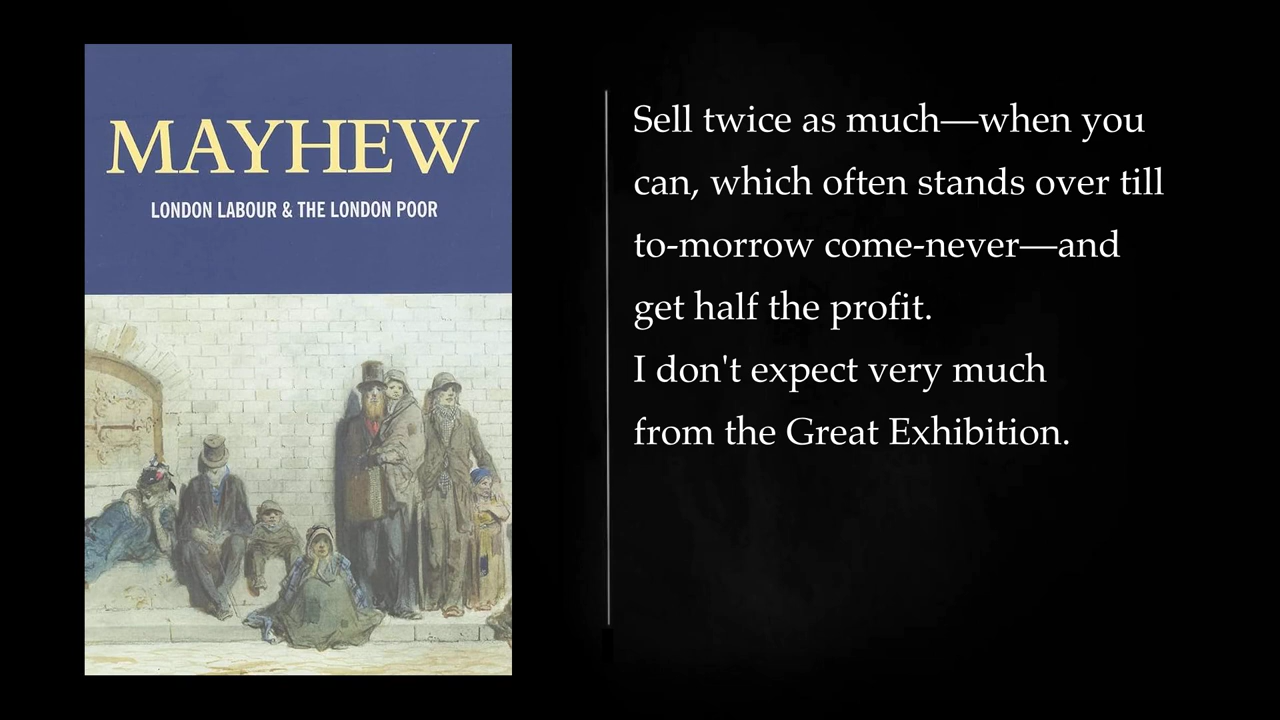 MAYHEW
LONDON LABOUR & THE LONDON POOR
Sell twice as much—when you
can, which often stands over till
to-morrow come-never—and
get half the profit.
I don't expect very much
from the Great Exhibition.